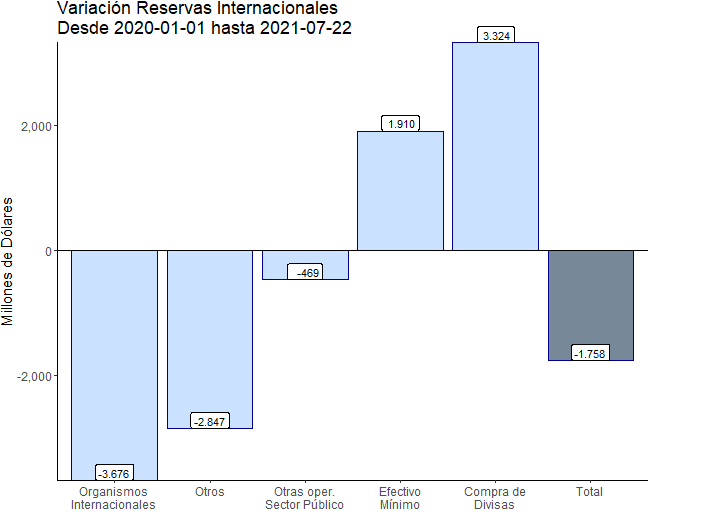 Variación Reservas Internacionales
Desde 2020-01-01 hasta 2021-07-22
Millones de Dólares
2,000
0
-2,000
-3.676
-2.847
-469
1.910
3.324
-1.758
Organismos
Internacionales
Otros
Otras oper.
Sector Público
Efectivo
Mínimo
Compra de
Divisas
Total